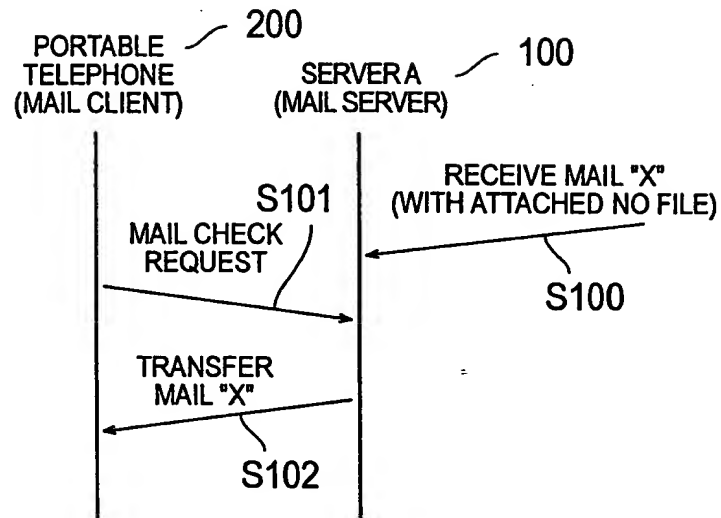 PORTABLE
TELEPHONE
(MAIL CLIENT)
200
SERVER A
(MAIL SERVER)
100
RECEIVE MAIL "X"
(WITH ATTACHED NO FILE)
S100
S101
MAIL CHECK
REQUEST
TRANSFER
MAIL "X"
S102